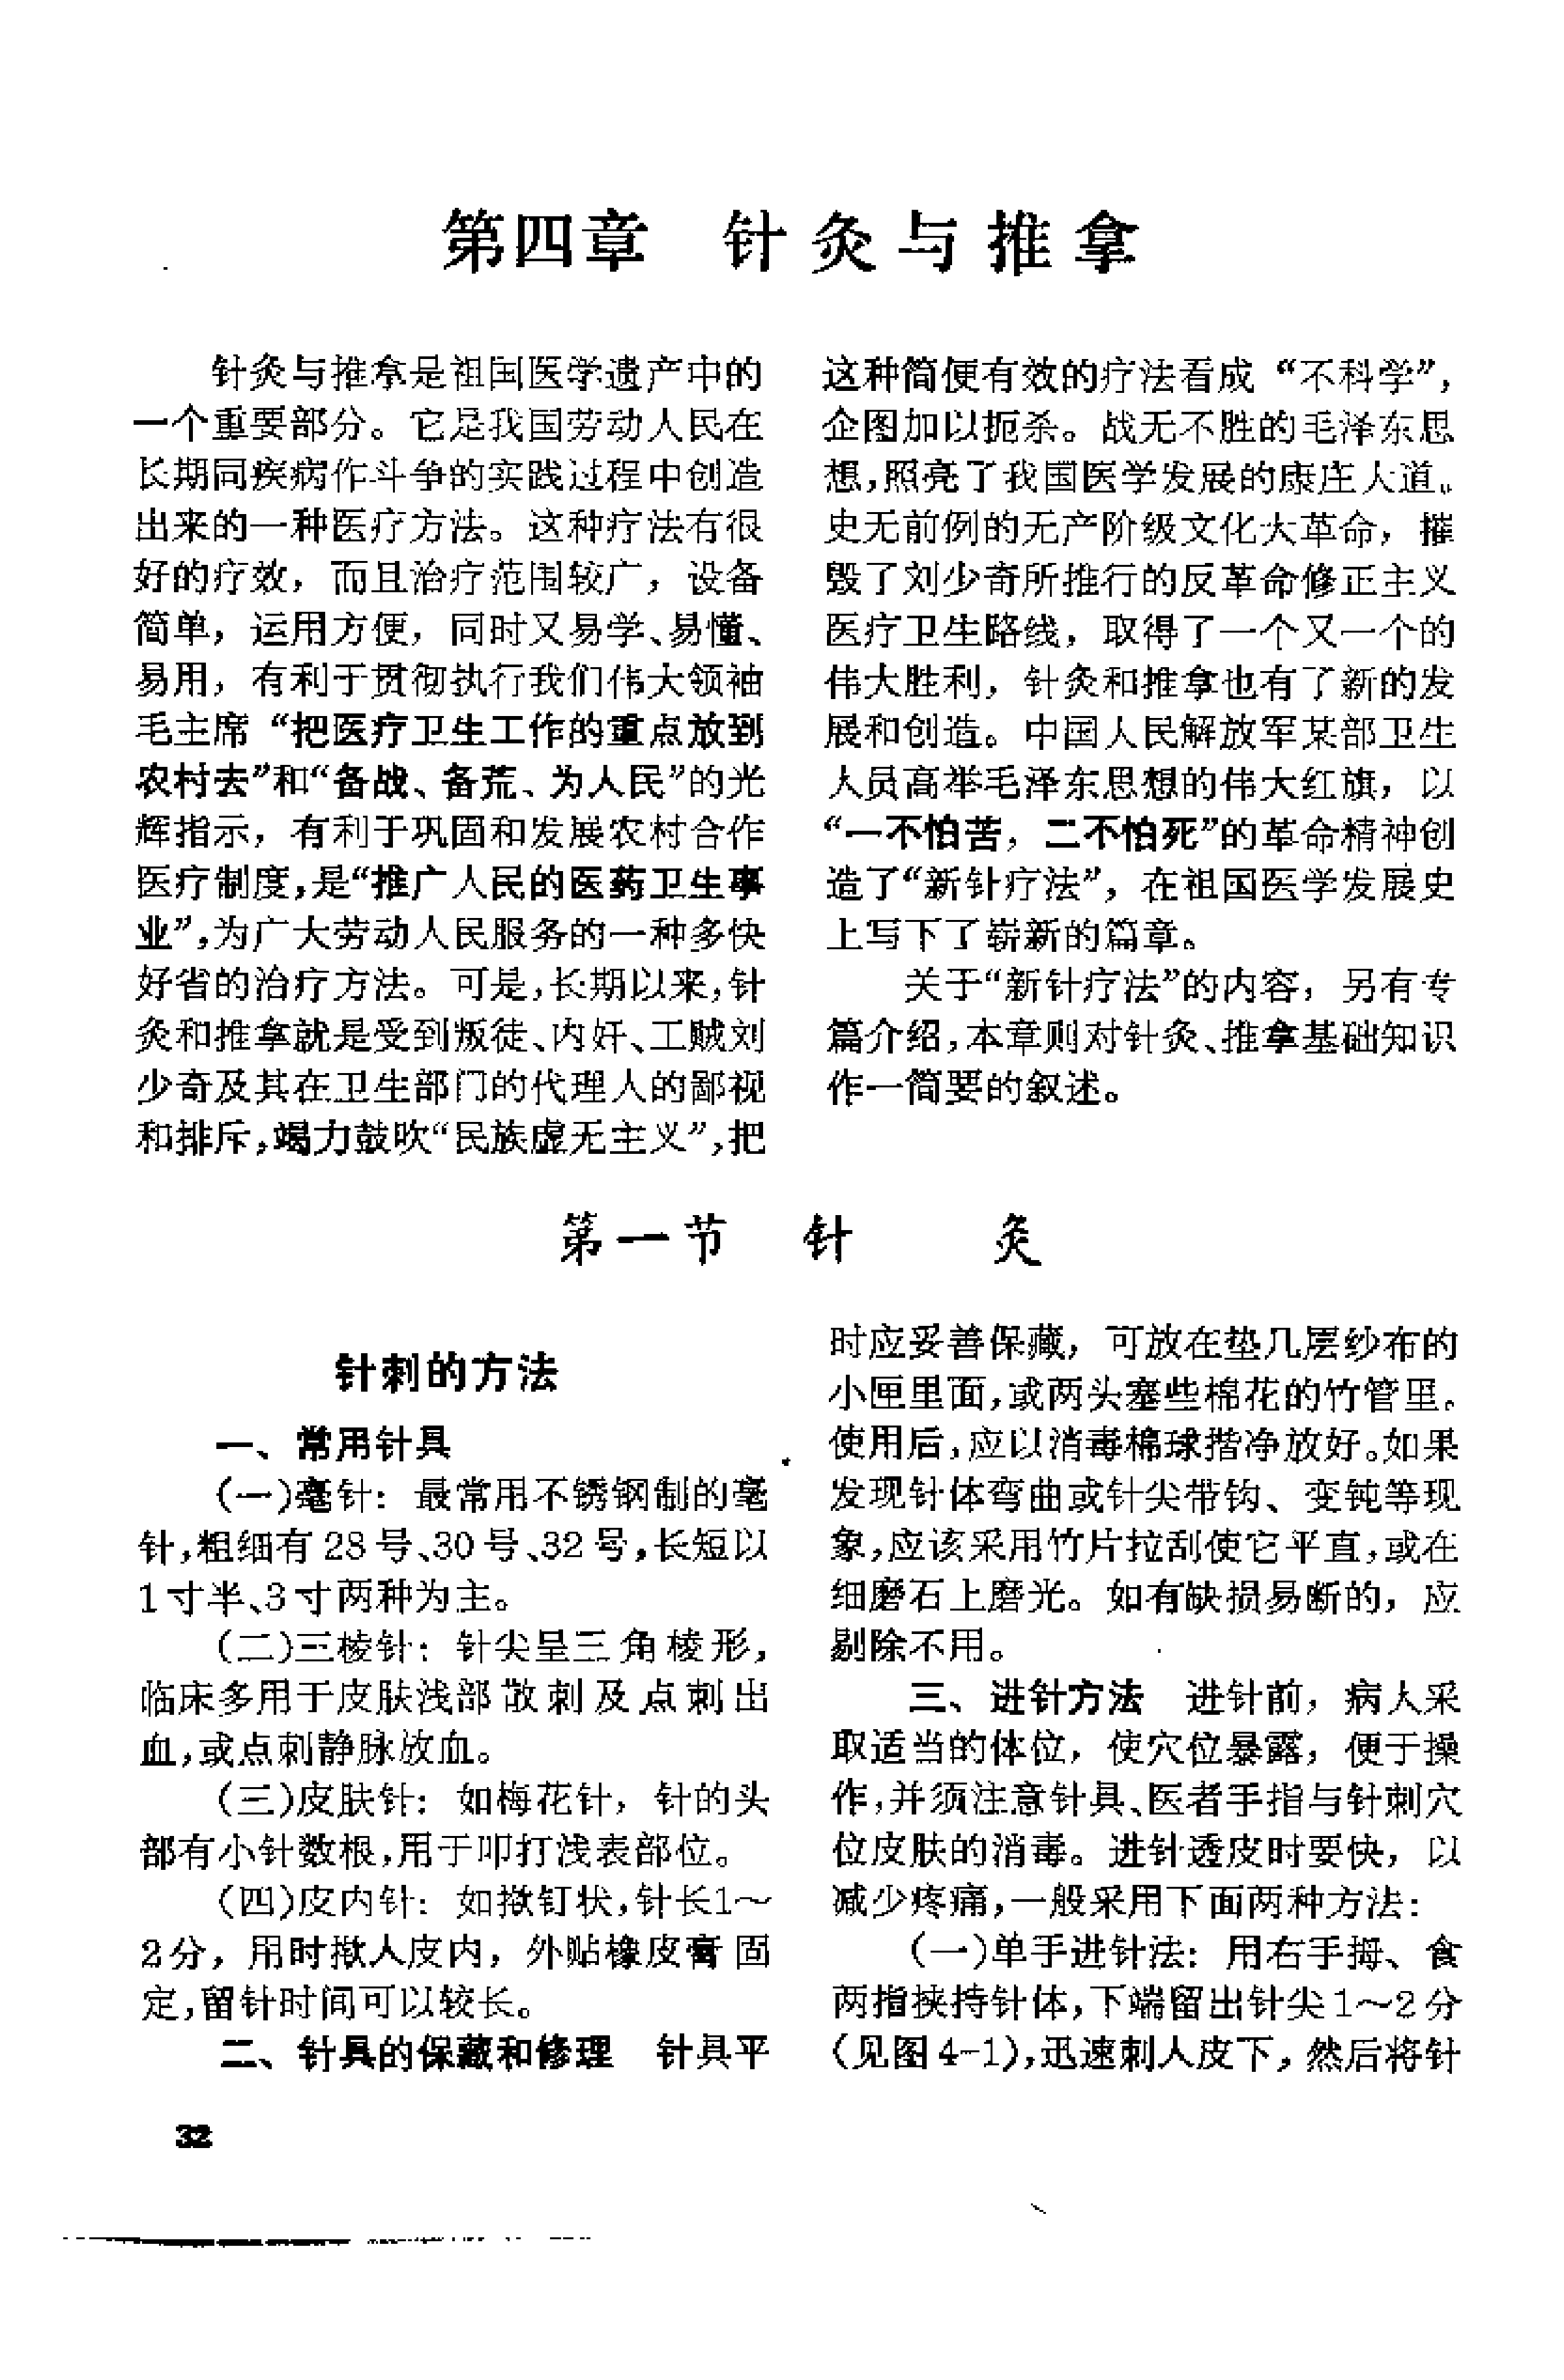 第四章 针灸与推拿
针灸与推拿是祖国医学遗产中的
一个重要部分。它是我国劳动人民在
长期同疾病作斗争的实践过程中创造
出来的一种医疗方法。这种疗法有很
好的疗效，而且治疗范围较广，设备
简单，运用方便，同时又易学、易懂、
易用，有利于贯彻执行我们伟大领袖
毛主席“把医疗卫生工作的重点放到
农村去”和“备战、备荒、为人民”的光
辉指示，有利于巩固和发展农村合作
医疗制度，是“推广人民的医药卫生事
业”，为广大劳动人民服务的一种多快
好省的治疗方法。可是，长期以来，针
灸和推拿就是受到叛徒、内奸、工贼刘
少奇及其在卫生部门的代理人的鄙视
和排斥，竭力鼓吹“民族虚无主义”，把
这种简便有效的疗法看成“不科学”，
企图加以扼杀。战无不胜的毛泽东思
想，照亮了我国医学发展的康庄大道。
史无前例的无产阶级文化大革命，摧
毁了刘少奇所推行的反革命修正主义
医疗卫生路线，取得了一个又一个的
伟大胜利，针灸和推拿也有了新的发
展和创造。中国人民解放军某部卫生
人员高举毛泽东思想的伟大红旗，以
“一不怕苦，二不怕死”的革命精神创
造了“新针疗法”，在祖国医学发展史
上写下了崭新的篇章。
关于“新针疗法”的内容，另有专
篇介绍，本章则对针灸、推拿基础知识
作一简要的叙述。
第一节 针 灸
针刺的方法
一、常用针具
（一）毫针：最常用不锈钢制的毫
针，粗细有28号、30号、32号，长短以
1寸半、3寸两种为主。
（二）三棱针：针尖呈三角棱形，
临床多用于皮肤浅部散刺及点刺出
血，或点刺静脉放血。
（三）皮肤针：如梅花针，针的头
部有小针数根，用于叩打浅表部位。
（四）皮内针：如揿钉状，针长1～
2分，用时揿入皮内，外贴橡皮膏固
定，留针时间可以较长。
二、针具的保藏和修理 针具平
时应妥善保藏，可放在垫几层纱布的
小匣里面，或两头塞些棉花的竹管里。
使用后，应以消毒棉球揩净放好。如果
发现针体弯曲或针尖带钩、变钝等现
象，应该采用竹片拉刮使它平直，或在
细磨石上磨光。如有缺损易断的，应
剔除不用。
三、进针方法 进针前，病人采
取适当的体位，使穴位暴露，便于操
作，并须注意针具、医者手指与针刺穴
位皮肤的消毒。进针透皮时要快，以
减少疼痛，一般采用下面两种方法：
（一）单手进针法：用右手拇、食
两指挟持针体，下端留出针尖1～2分
（见图4-1），迅速刺入皮下，然后将针
32